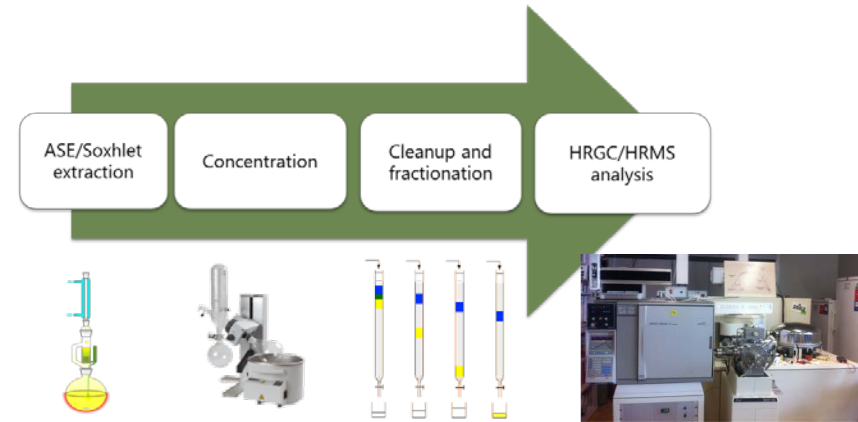 ASE/Soxhlet
extraction
Concentration
Cleanup and
fractionation
HRGC/HRMS
analysis